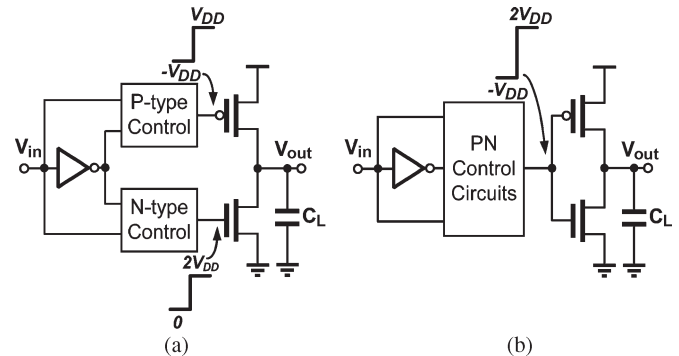 V_DD
-V_DD
P-type
Control
V_in
V_out
N-type
Control
C_L
2V_DD
0
(a)
2V_DD
-V_DD
V_in
PN
Control
Circuits
V_out
C_L
(b)